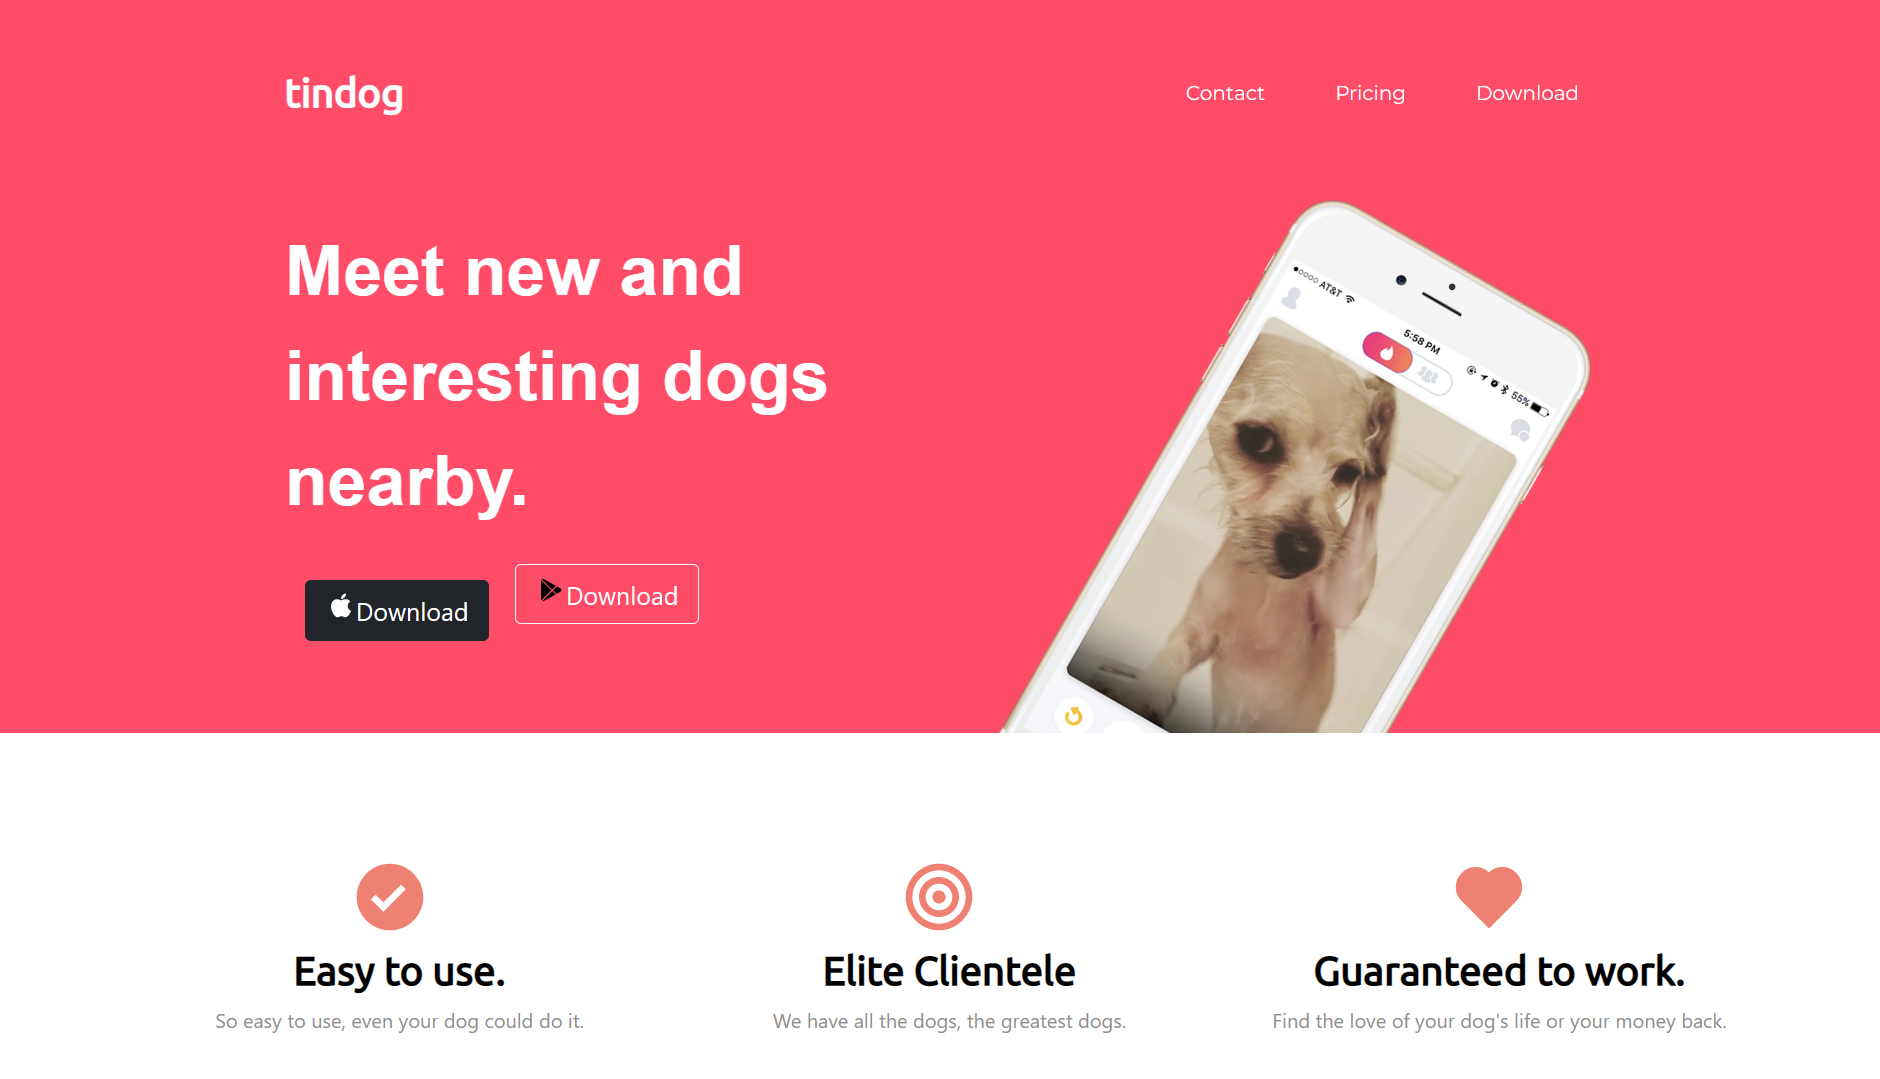 tindog
Contact Pricing Download
Meet new and
interesting dogs
nearby.
AT&T
5:58 PM
55%
Download
Download
Easy to use.
So easy to use, even your dog could do it.
Elite Clientele
We have all the dogs, the greatest dogs.
Guaranteed to work.
Find the love of your dog's life or your money back.